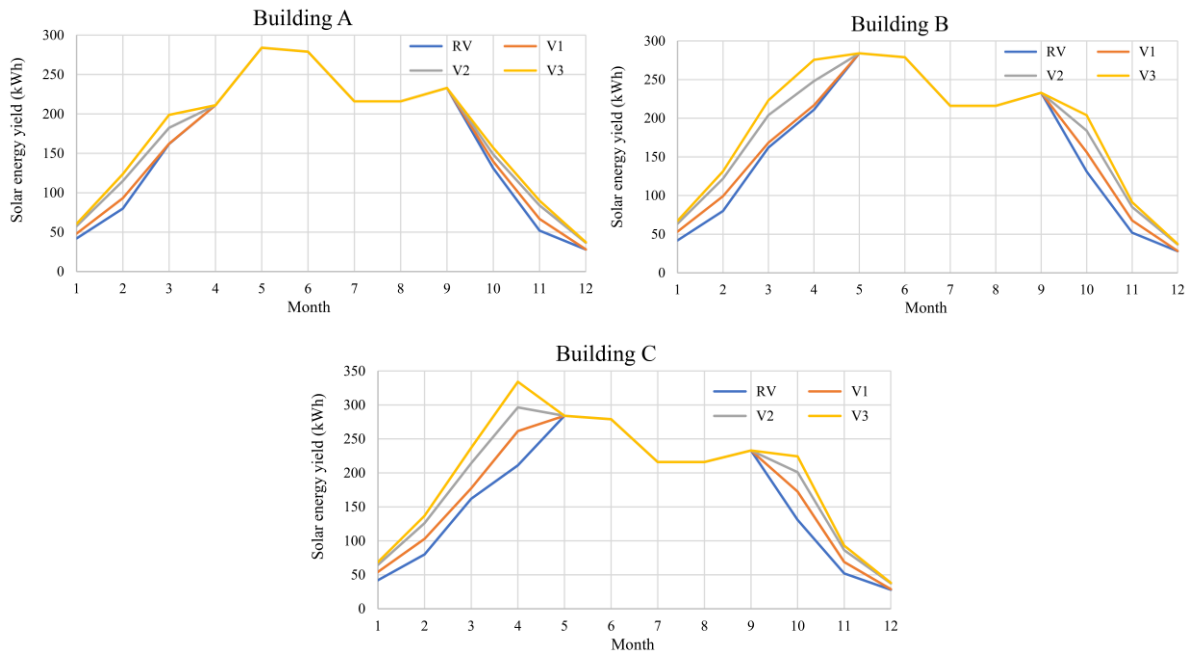 Building A
Solar energy yield (kWh)
300
250
200
150
100
50
0
RV V1
V2 V3
1 2 3 4 5 6 7 8 9 10 11 12
Month
Building B
Solar energy yield (kWh)
300
250
200
150
100
50
0
RV V1
V2 V3
1 2 3 4 5 6 7 8 9 10 11 12
Month
Building C
Solar energy yield (kWh)
350
300
250
200
150
100
50
0
RV V1
V2 V3
1 2 3 4 5 6 7 8 9 10 11 12
Month